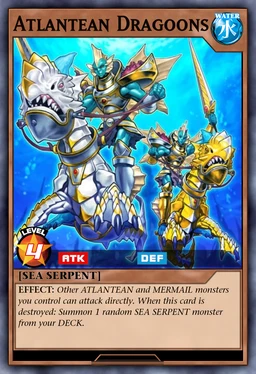 ATLANTEAN DRAGOONS
WATER
水
LEVEL
4
ATK
DEF
[SEA SERPENT]
EFFECT: Other ATLANTEAN and MERMAIL monsters
you control can attack directly. When this card is
destroyed: Summon 1 random SEA SERPENT monster
from your DECK.